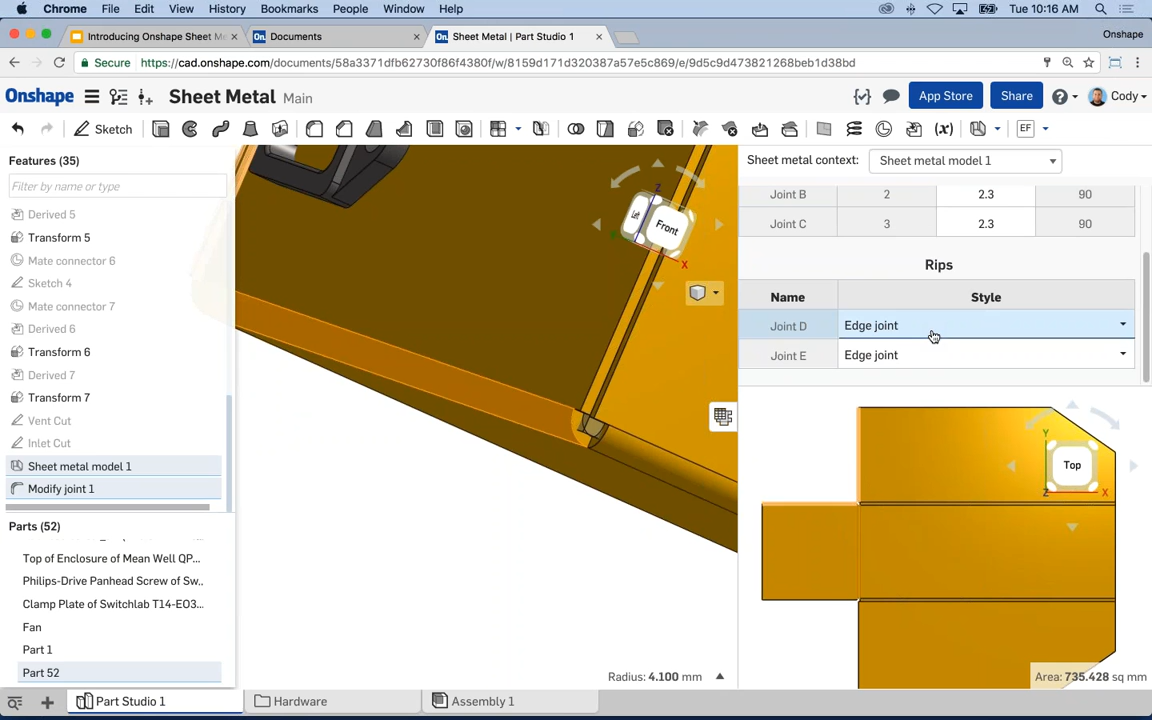 Chrome File Edit View History Bookmarks People Window Help Tue 10:16 AM
Introducing Onshape Sheet Me × Documents × Sheet Metal | Part Studio 1 × Onshape
Secure https://cad.onshape.com/documents/58a3371dfb62730f86f4380f/w/8159d171d320387a57e5c869/e/9d5c9d473821268beb1d38bd
Onshape Sheet Metal Main App Store Share Cody
Sketch (x) EF
Features (35) Sheet metal context: Sheet metal model 1
Filter by name or type
Joint B 2 2.3 90
Derived 5
Joint C 3 2.3 90
Transform 5
Mate connector 6
Rips
Sketch 4
Name Style
Mate connector 7
Derived 6
Joint D Edge joint
Transform 6
Joint E Edge joint
Derived 7
Transform 7
Vent Cut
Inlet Cut
Sheet metal model 1
Modify joint 1
Left Front Z X
Y Top Z X
Parts (52)
Top of Enclosure of Mean Well QP...
Philips-Drive Panhead Screw of Sw..
Clamp Plate of Switchlab T14-EO3...
Fan
Part 1
Part 52
Radius: 4.100 mm Area: 735.428 sq mm
Part Studio 1 Hardware Assembly 1